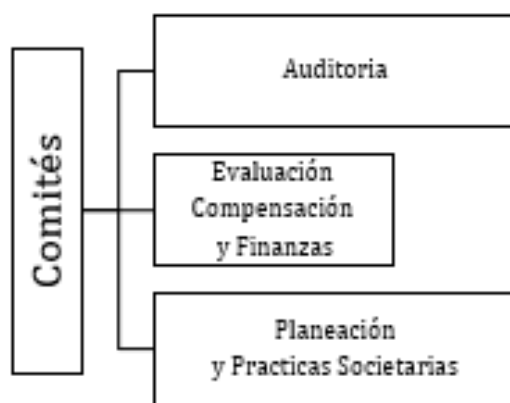 Comités
Auditoria
Evaluación
Compensación
y Finanzas
Planeación
y Practicas Societarias